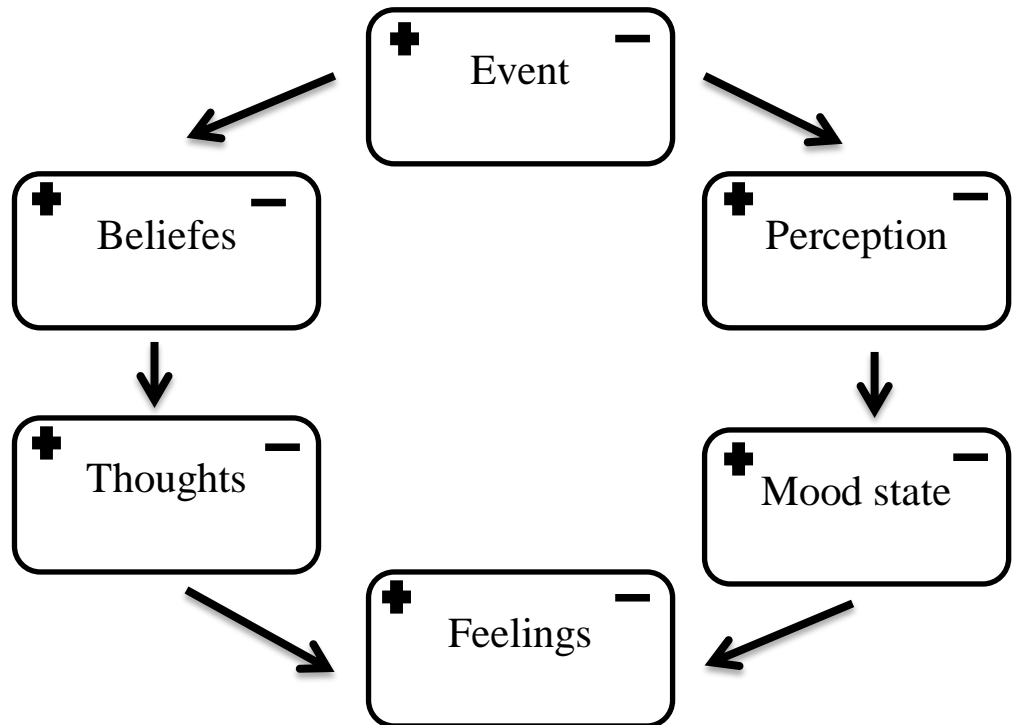 Event
Beliefes
Perception
Thoughts
Mood state
Feelings